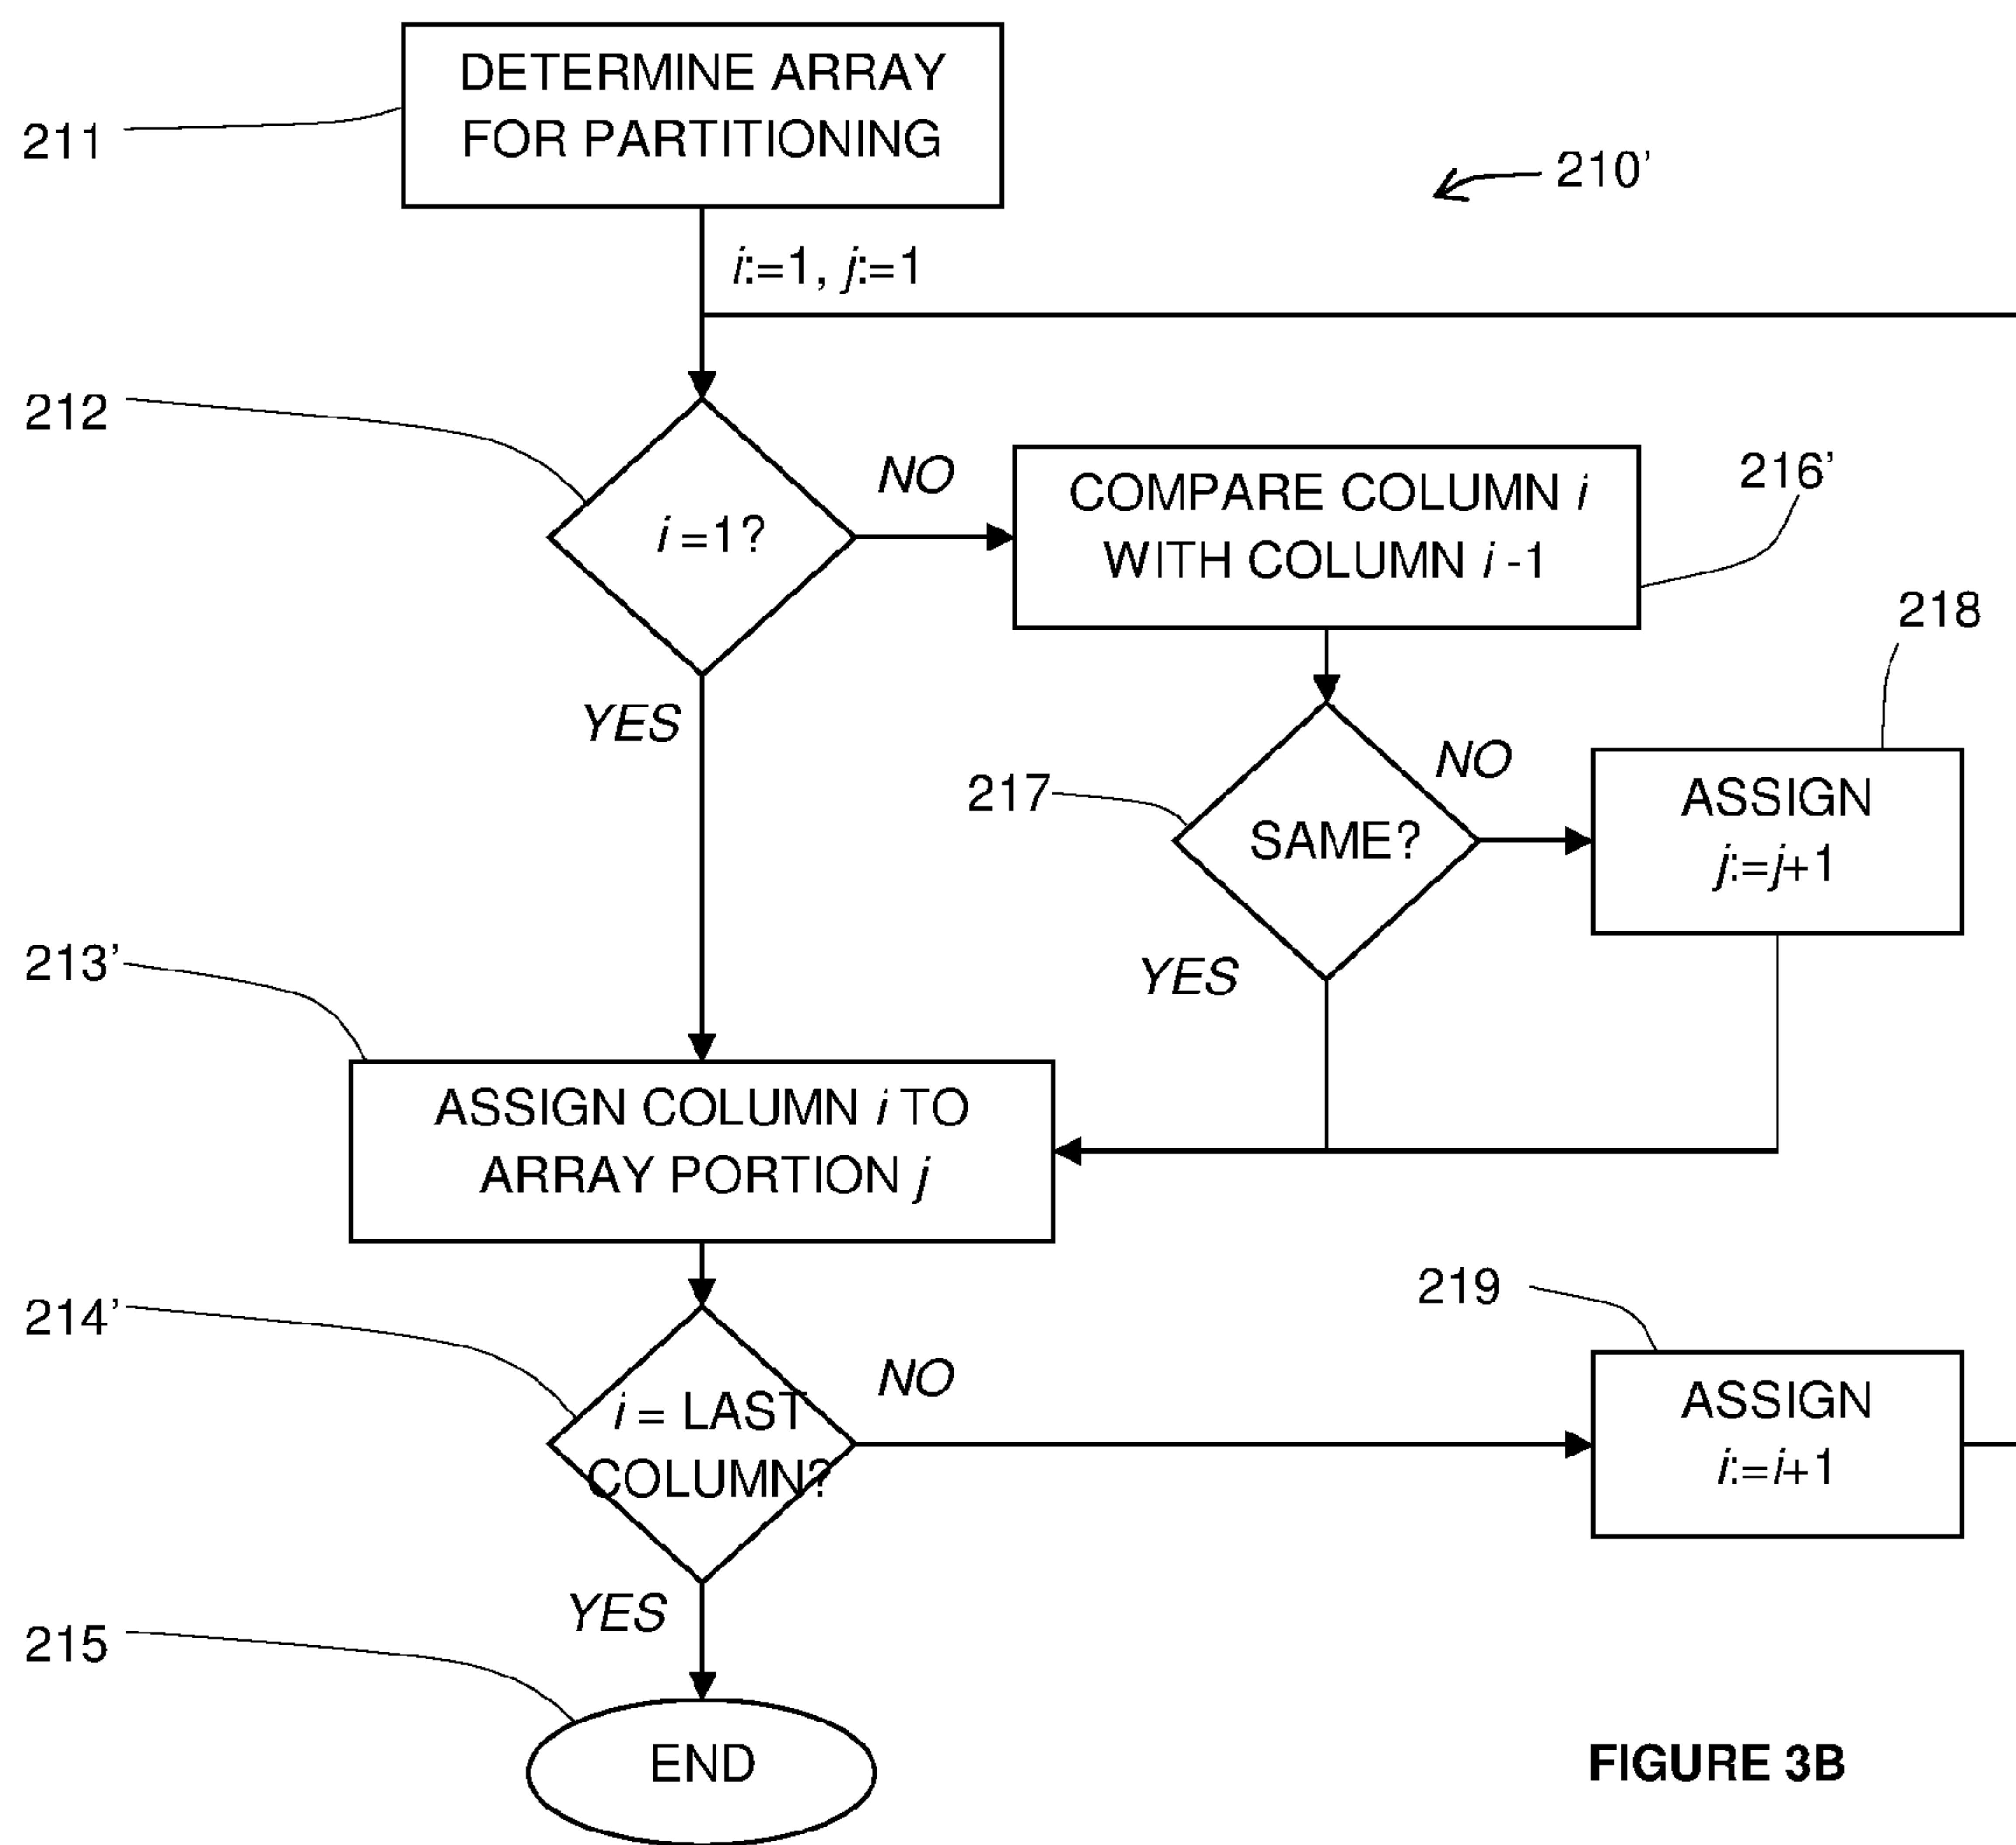 DETERMINE ARRAY
FOR PARTITIONING
211
210'
i:=1, j:=1
212
i =1?
NO
COMPARE COLUMN i
WITH COLUMN i -1
216'
218
YES
217
SAME?
NO
ASSIGN
j:=j+1
YES
213'
ASSIGN COLUMN i TO
ARRAY PORTION j
214'
i = LAST
COLUMN?
NO
219
ASSIGN
i:=i+1
YES
215
END
FIGURE 3B